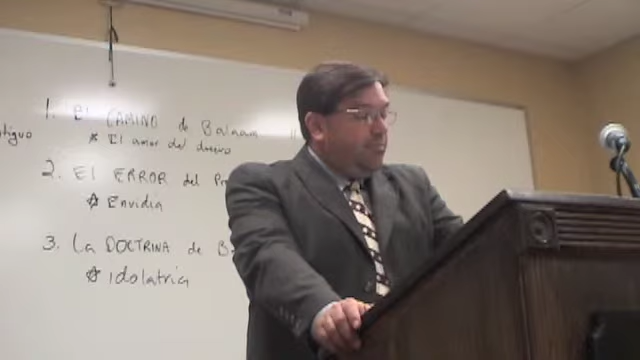 1. El CAMINO de Balaam
* El amor del dinero
2. El ERROR del
* Envidia
3. La DOCTRINA de
* Idolatria